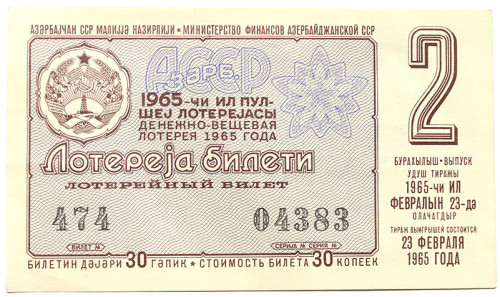 АЗӘРБАЈҸАН ССР МАЛИЈЈӘ НАЗИРЛИЈИ • МИНИСТЕРСТВО ФИНАНСОВ АЗЕРБАЙДЖАНСКОЙ ССР
АССР
ЗӘРБ.
1965-ЧИ ИЛ ПУЛ-
ШЕЈ ЛОТЕРЕЈАСЫ
ДЕНЕЖНО-ВЕЩЕВАЯ
ЛОТЕРЕЯ 1965 ГОДА
Лотереја билети
ЛОТЕРЕЙНЫЙ БИЛЕТ
474 04383
БИЛЕТ № СЕРИЈА № СЕРИЯ №
БИЛЕТИН ДӘЈӘРИ 30 ГӘПИК • СТОИМОСТЬ БИЛЕТА 30 КОПЕЕК
2
БУРАХЫЛЫШ • ВЫПУСК
УДУШ ТИРАЖЫ
1965-ЧИ ИЛ
ФЕВРАЛЫН 23-дә
ОЛАЧАГДЫР
ТИРАЖ ВЫИГРЫШЕЙ СОСТОИТСЯ
23 ФЕВРАЛЯ
1965 ГОДА